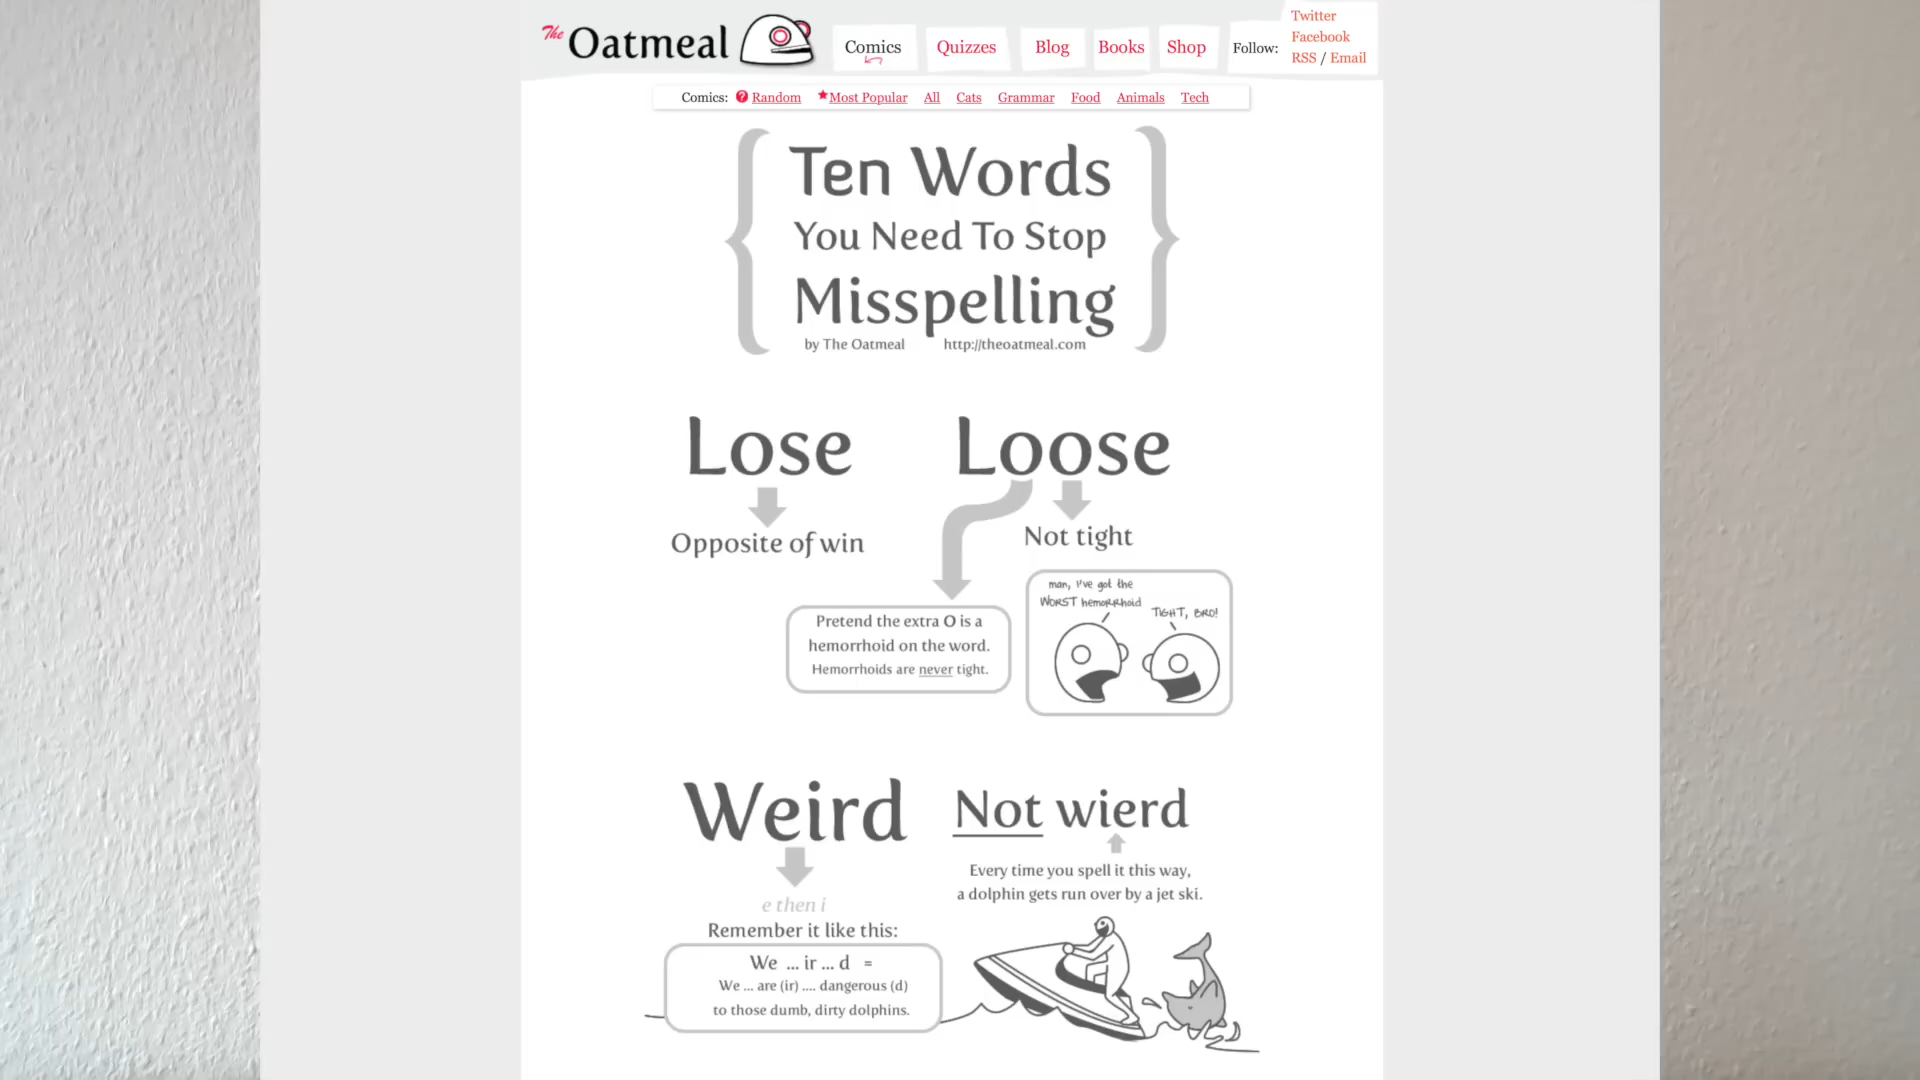 The Oatmeal
Comics
Quizzes
Blog
Books
Shop
Follow:
Twitter
Facebook
RSS / Email
Comics: ? Random Most Popular All Cats Grammar Food Animals Tech
Ten Words
You Need To Stop
Misspelling
by The Oatmeal http://theoatmeal.com
Lose
Opposite of win
Loose
Not tight
Pretend the extra O is a
hemorrhoid on the word.
Hemorrhoids are never tight.
man, I've got the
WORST hemorrhoid
TIGHT, BRO!
Weird
e then i
Remember it like this:
We ... ir ... d =
We ... are (ir) .... dangerous (d)
to those dumb, dirty dolphins.
Not wierd
Every time you spell it this way,
a dolphin gets run over by a jet ski.